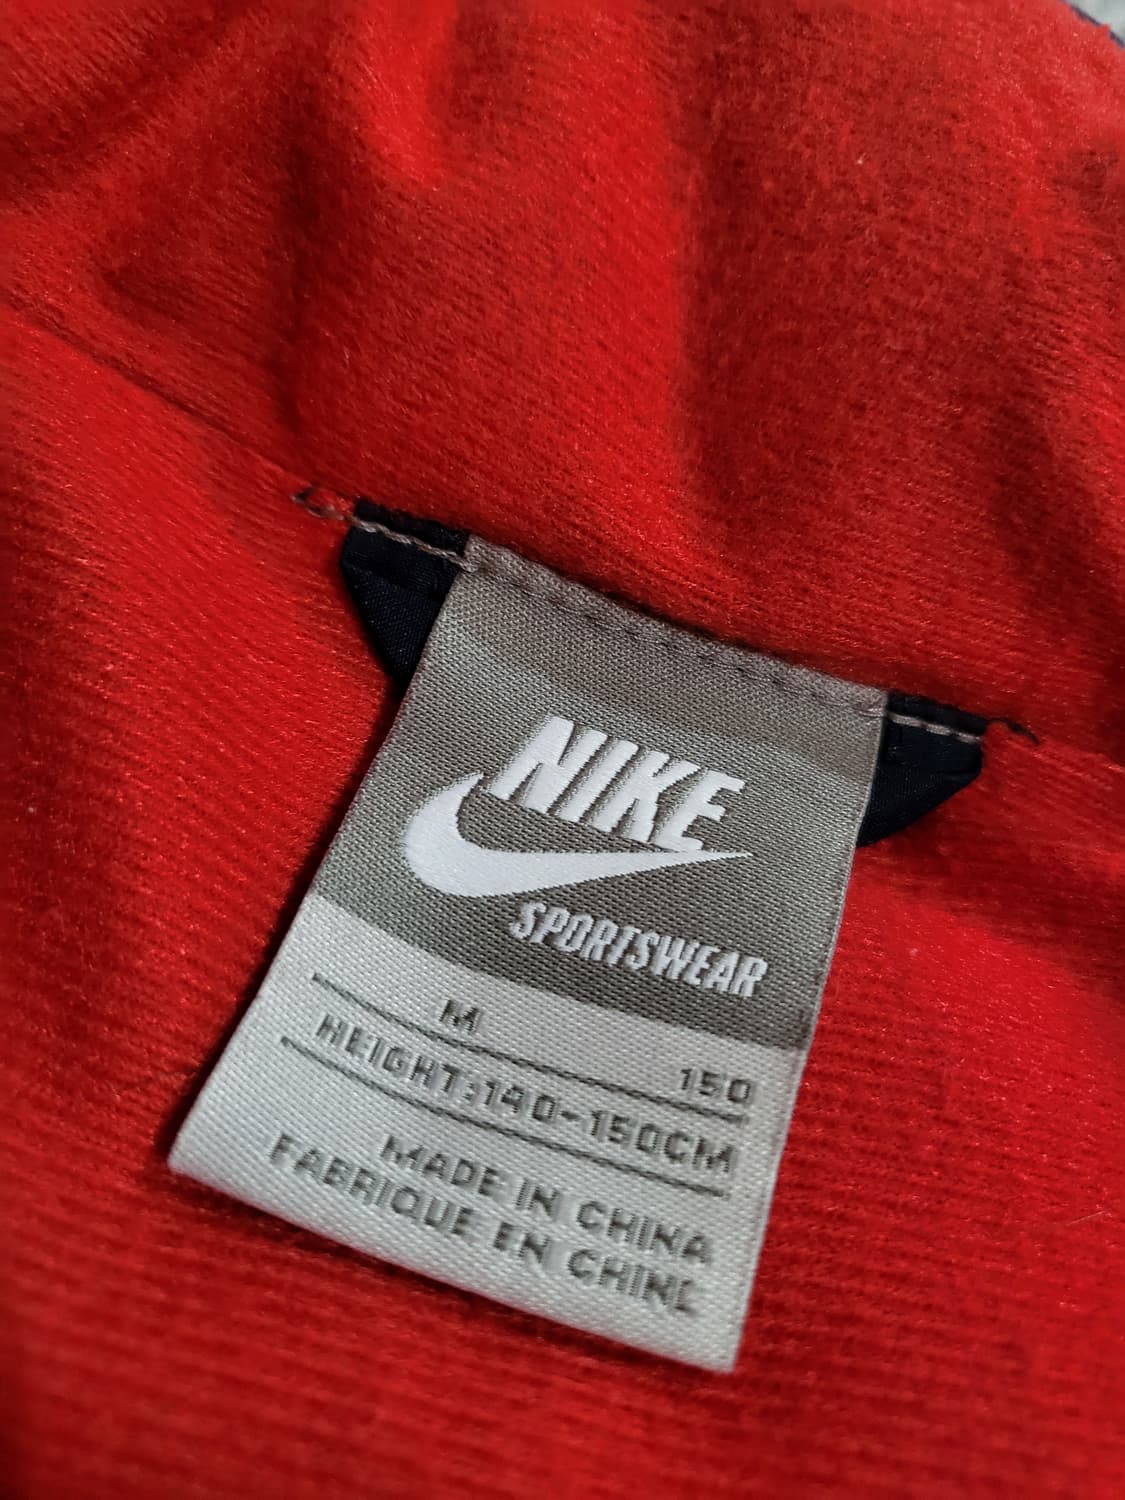 NIKE
SPORTSWEAR
M 150
HEIGHT:140-150CM
MADE IN CHINA
FABRIQUE EN CHINE